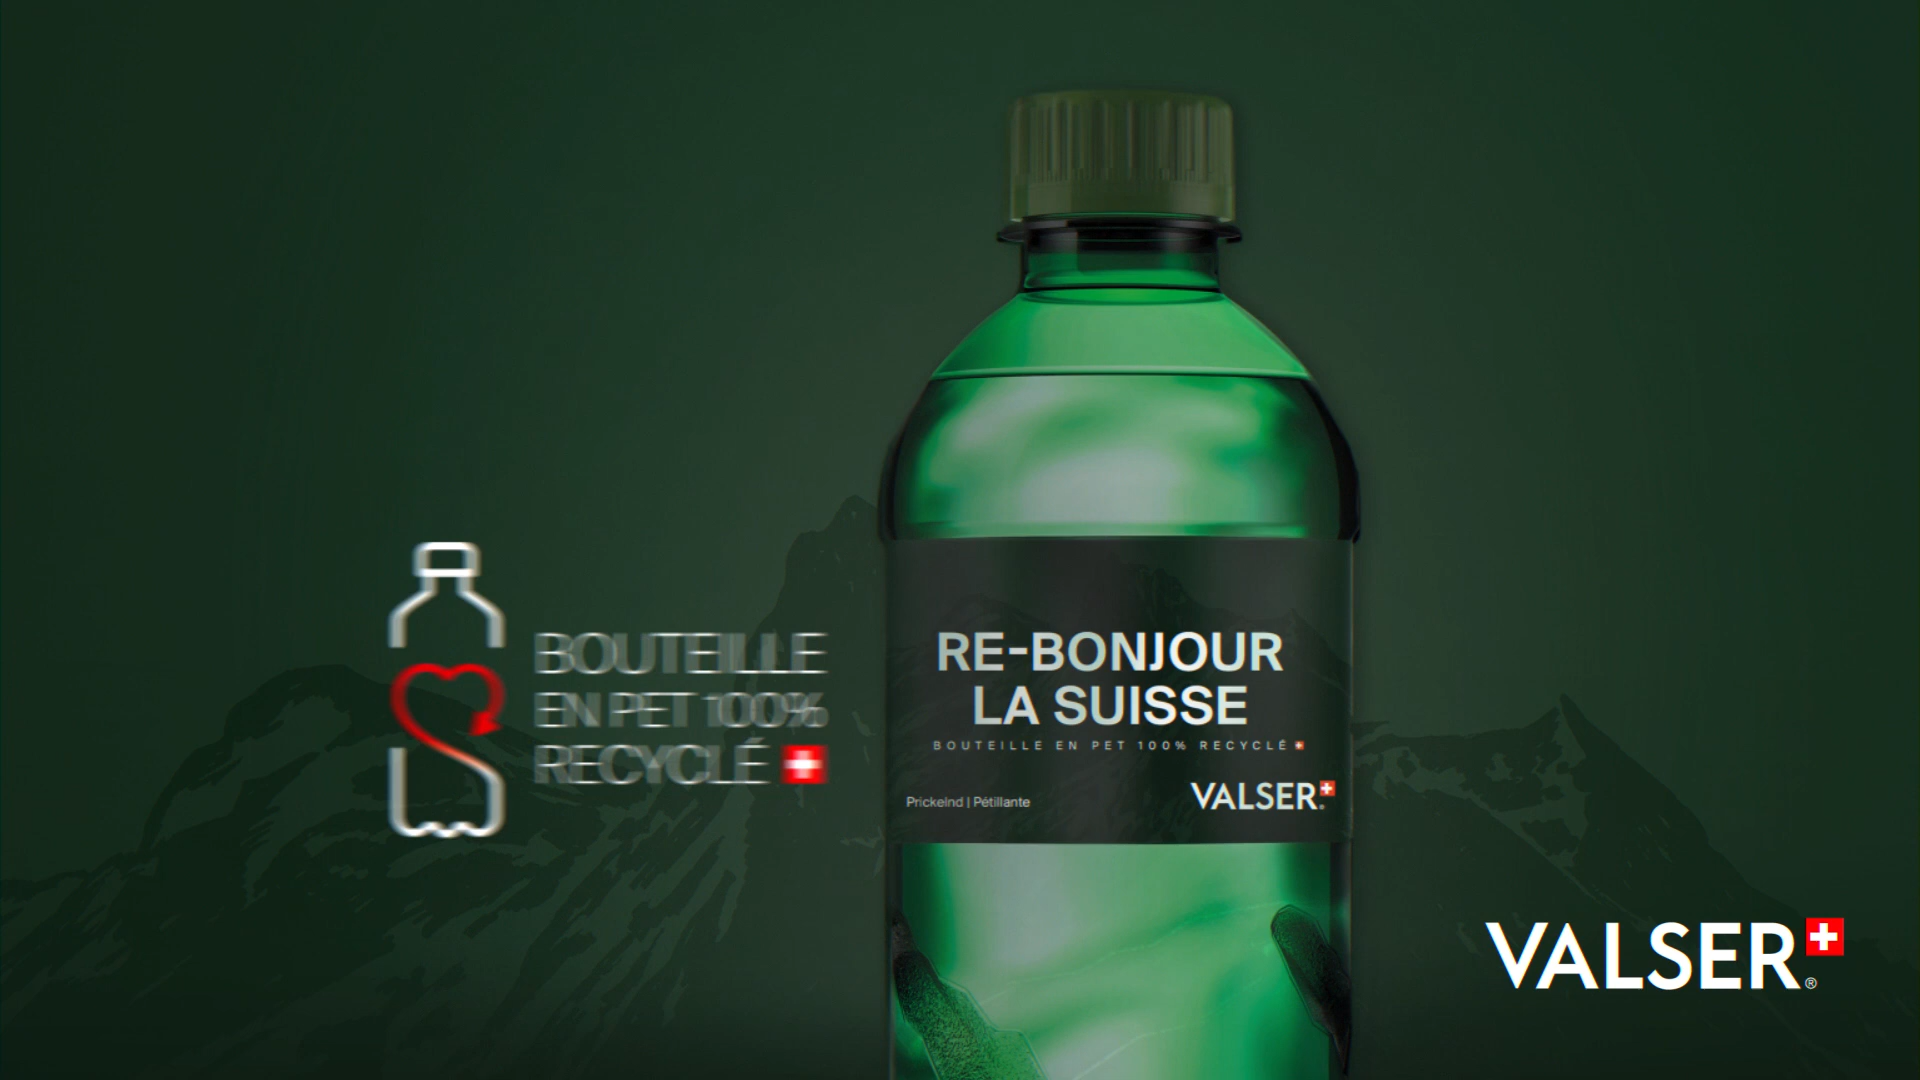 BOUTEILLE
EN PET 100%
RECYCLÉ
RE-BONJOUR
LA SUISSE
BOUTEILLE EN PET 100% RECYCLÉ
Prickelnd | Pétillante
VALSER®
VALSER®